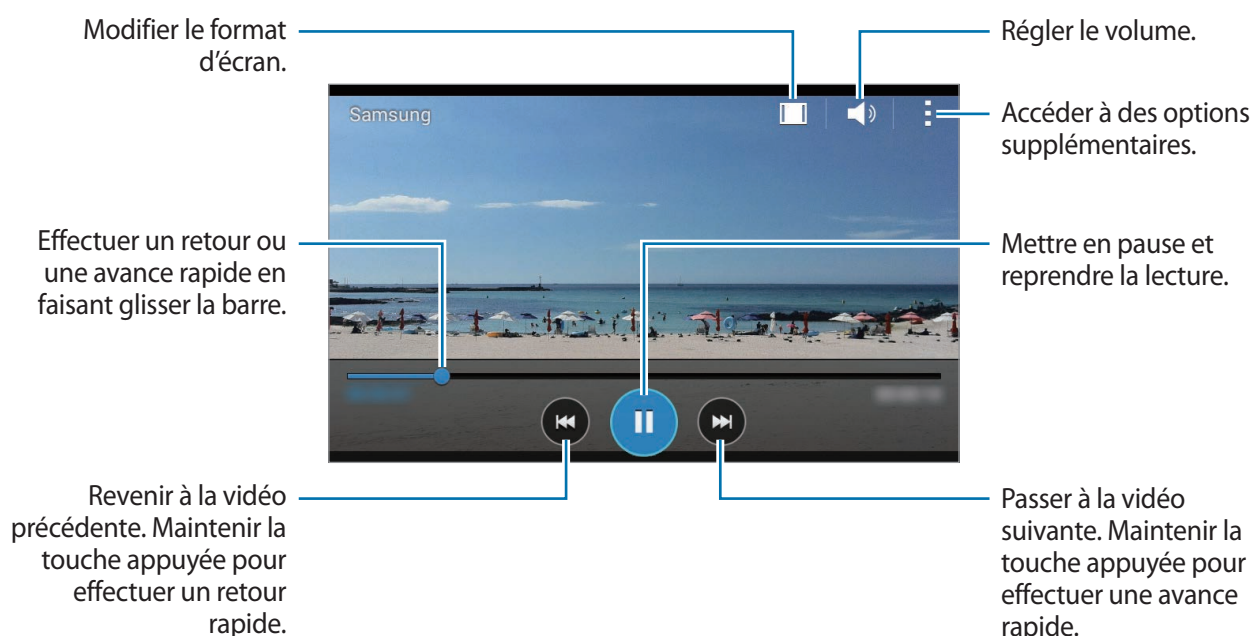 Modifier le format
d'écran.
Régler le volume.
Samsung
Accéder à des options
supplémentaires.
Effectuer un retour ou
une avance rapide en
faisant glisser la barre.
Mettre en pause et
reprendre la lecture.
Revenir à la vidéo
précédente. Maintenir la
touche appuyée pour
effectuer un retour
rapide.
Passer à la vidéo
suivante. Maintenir la
touche appuyée pour
effectuer une avance
rapide.